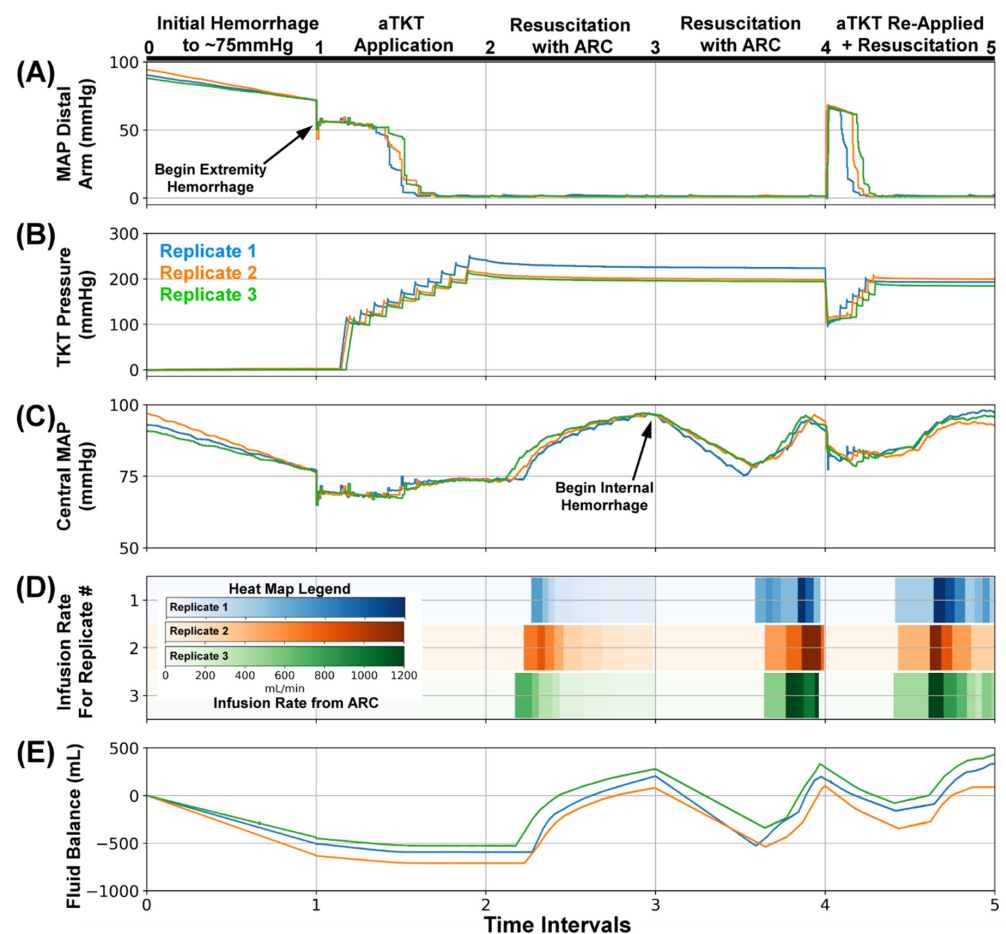 Initial Hemorrhage to ~75mmHg
aTKT Application
Resuscitation with ARC
Resuscitation with ARC
aTKT Re-Applied + Resuscitation
0 1 2 3 4 5
(A)
MAP Distal Arm (mmHg)
100
50
0
Begin Extremity
Hemorrhage
(B)
TKT Pressure (mmHg)
300
200
100
0
Replicate 1
Replicate 2
Replicate 3
(C)
Central MAP (mmHg)
100
75
50
Begin Internal
Hemorrhage
(D)
Infusion Rate For Replicate #
1
2
3
Heat Map Legend
Replicate 1
Replicate 2
Replicate 3
0 200 400 600 800 1000 1200
mL/min
Infusion Rate from ARC
(E)
Fluid Balance (mL)
500
0
−500
−1000
0 1 2 3 4 5
Time Intervals